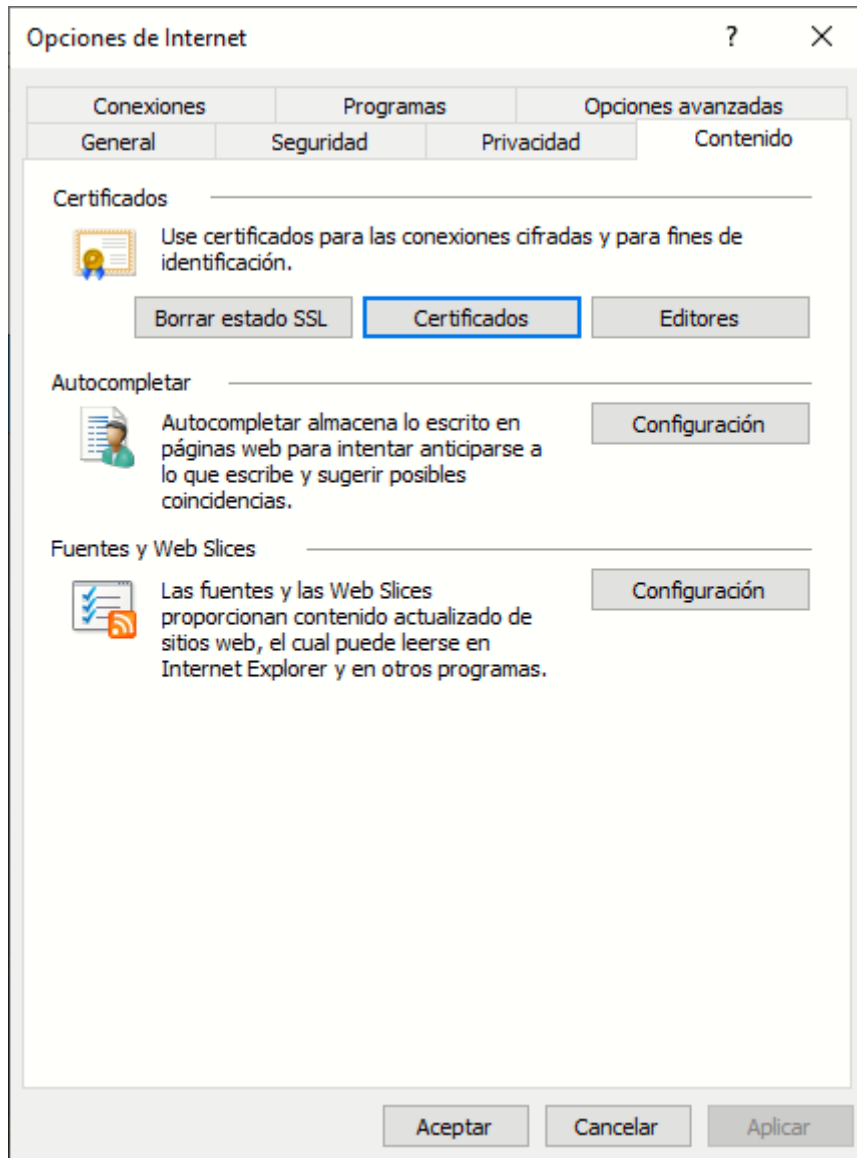 Opciones de Internet
?
Conexiones
Programas
Opciones avanzadas
General
Seguridad
Privacidad
Contenido
Certificados
Use certificados para las conexiones cifradas y para fines de
identificación.
Borrar estado SSL
Certificados
Editores
Autocompletar
Autocompletar almacena lo escrito en
páginas web para intentar anticiparse a
lo que escribe y sugerir posibles
coincidencias.
Configuración
Fuentes y Web Slices
Las fuentes y las Web Slices
proporcionan contenido actualizado de
sitios web, el cual puede leerse en
Internet Explorer y en otros programas.
Configuración
Aceptar
Cancelar
Aplicar